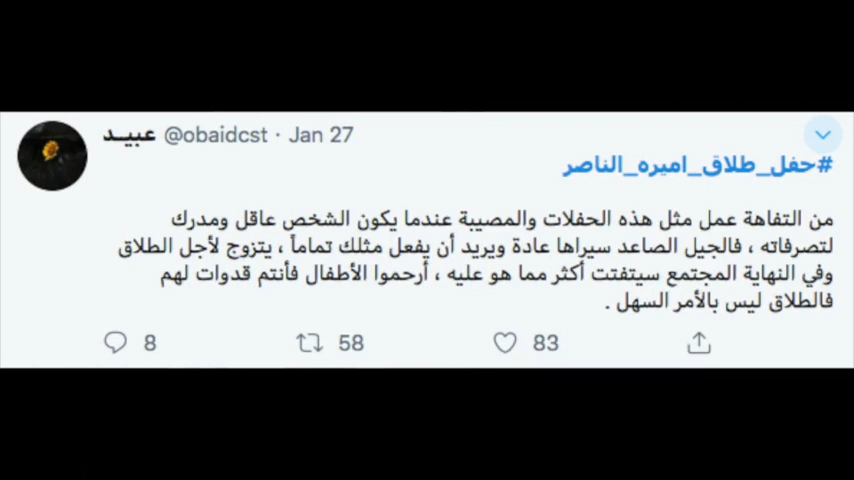 عبيــد @obaidcst · Jan 27
#حفل_طلاق_اميره_الناصر
من التفاهة عمل مثل هذه الحفلات والمصيبة عندما يكون الشخص عاقل ومدرك
لتصرفاته ، فالجيل الصاعد سيراها عادة ويريد أن يفعل مثلك تماماً ، يتزوج لأجل الطلاق
وفي النهاية المجتمع سيتفتت أكثر مما هو عليه ، أرحموا الأطفال فأنتم قدوات لهم
فالطلاق ليس بالأمر السهل .
8 58 83